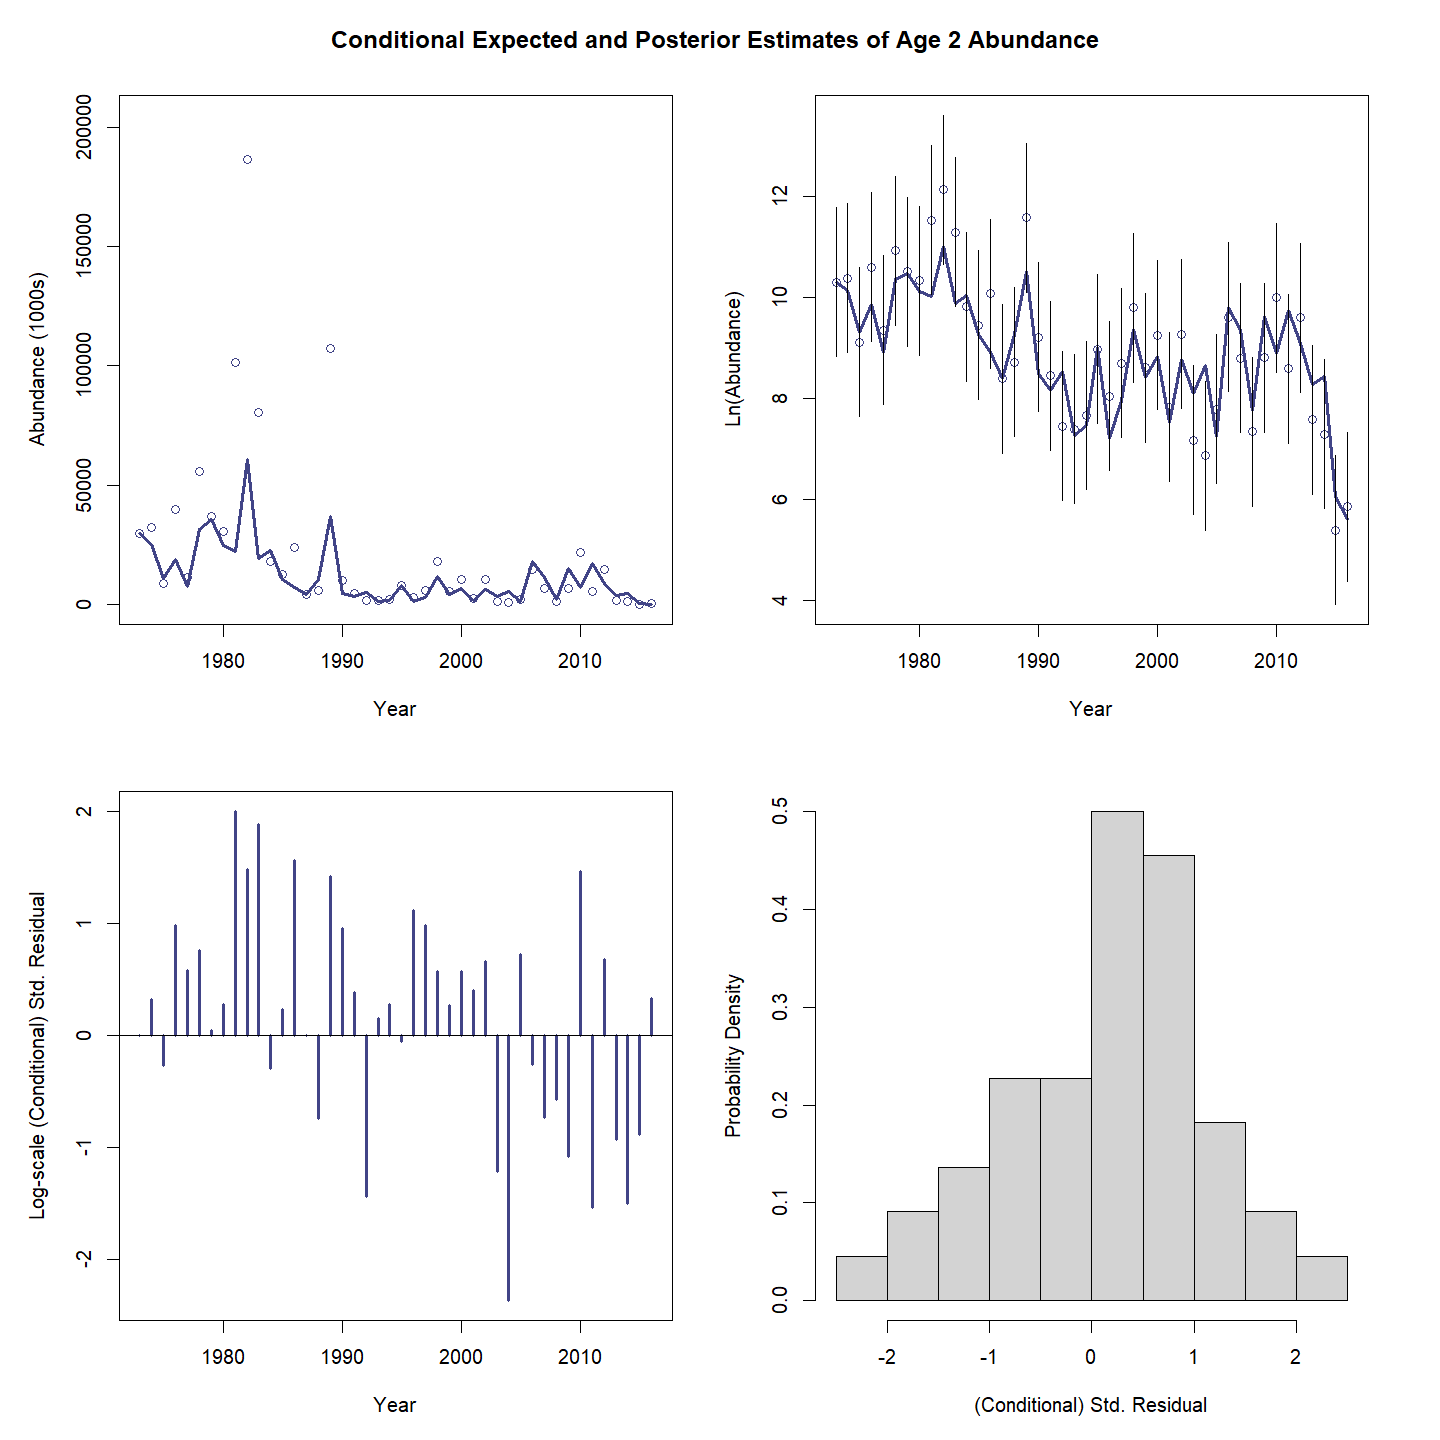 Conditional Expected and Posterior Estimates of Age 2 Abundance
Abundance (1000s)
200000
150000
100000
50000
0
1980 1990 2000 2010
Year
Ln(Abundance)
12
10
8
6
4
1980 1990 2000 2010
Year
Log-scale (Conditional) Std. Residual
2
1
0
-1
-2
1980 1990 2000 2010
Year
Probability Density
0.5
0.4
0.3
0.2
0.1
0.0
-2 -1 0 1 2
(Conditional) Std. Residual